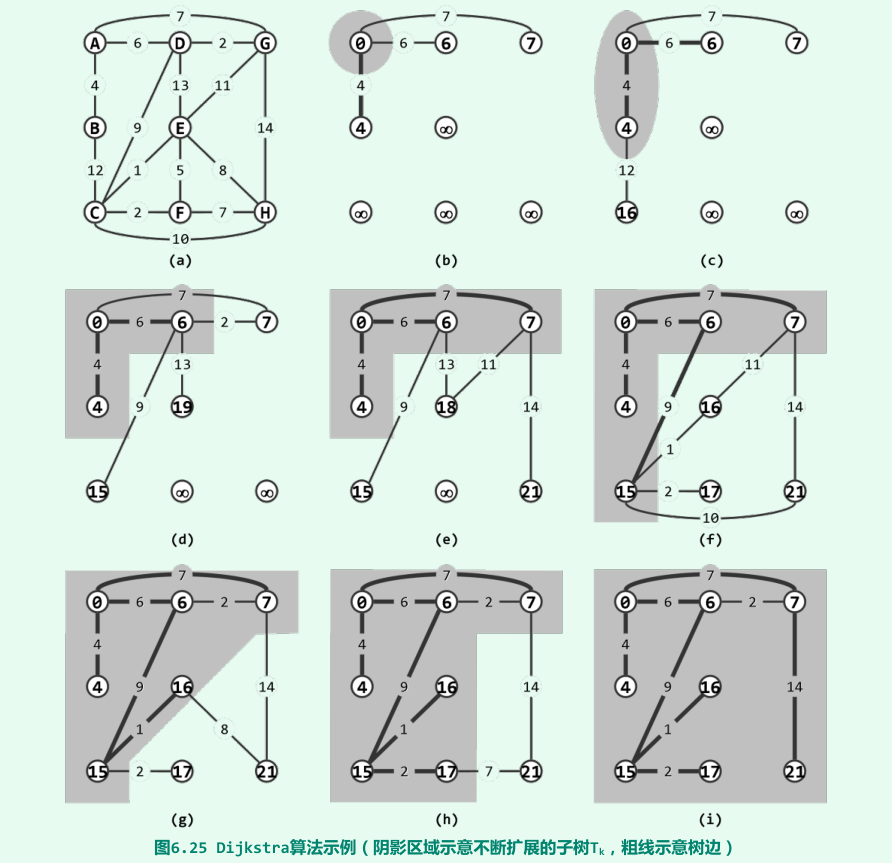 7 7 7
A 6 D 2 G 0 6 6 7 0 6 6 7
4 13 11 4 4
B 9 E 14 4 ∞ 4 ∞
12 1 5 8 12
C 2 F 7 H ∞ ∞ ∞ 16 ∞ ∞
10
(a) (b) (c)
7 7 7
0 6 6 2 7 0 6 6 7 0 6 6 7
4 13 4 13 11 4 11
4 9 19 4 9 18 14 4 9 16 14
1
15 ∞ ∞ 15 ∞ 21 15 2 17 21
10
(d) (e) (f)
7 7 7
0 6 6 2 7 0 6 6 2 7 0 6 6 2 7
4 4 4
4 9 16 14 4 9 16 14 4 9 16 14
1 8 1 1
15 2 17 21 15 2 17 7 21 15 2 17 21
(g) (h) (i)
图6.25 Dijkstra算法示例（阴影区域示意不断扩展的子树Tk，粗线示意树边）